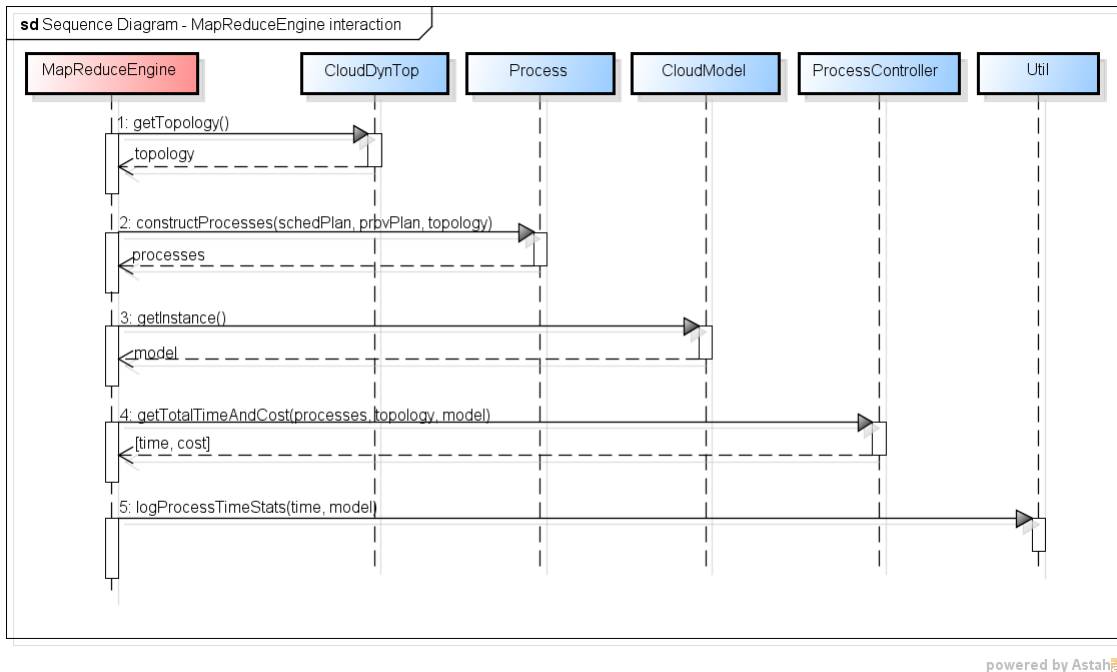 sd Sequence Diagram - MapReduceEngine interaction
MapReduceEngine
CloudDynTop
Process
CloudModel
ProcessController
Util
1: getTopology()
topology
2: constructProcesses(schedPlan, provPlan, topology)
processes
3: getInstance()
model
4: getTotalTimeAndCost(processes, topology, model)
[time, cost]
5: logProcessTimeStats(time, model)
powered by Astah